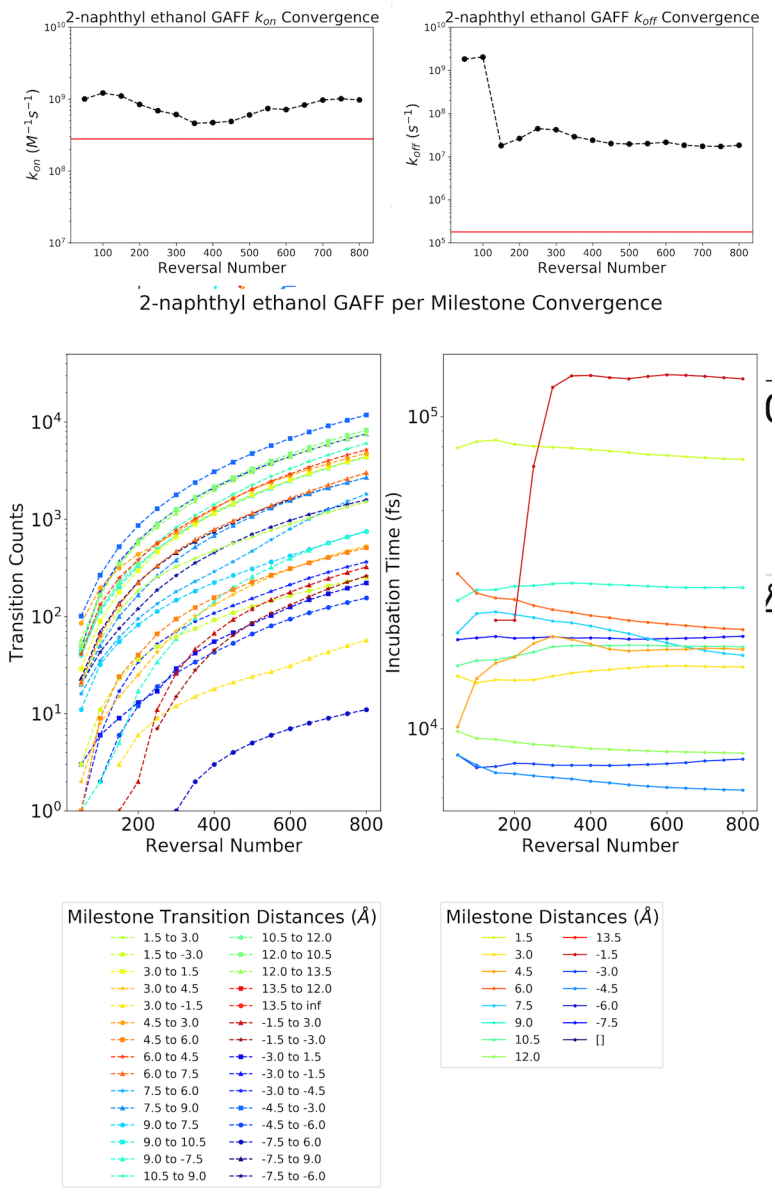 2-naphthyl ethanol GAFF k_on Convergence
10^10
10^9
10^8
10^7
k_on (M^−1 s^−1)
100 200 300 400 500 600 700 800
Reversal Number
2-naphthyl ethanol GAFF k_off Convergence
10^10
10^9
10^8
10^7
10^6
10^5
k_off (s^−1)
100 200 300 400 500 600 700 800
Reversal Number
2-naphthyl ethanol GAFF per Milestone Convergence
10^4
10^3
10^2
10^1
10^0
Transition Counts
200 400 600 800
Reversal Number
10^5
10^4
Incubation Time (fs)
200 400 600 800
Reversal Number
Milestone Transition Distances (Å)
1.5 to 3.0
1.5 to -3.0
3.0 to 1.5
3.0 to 4.5
3.0 to -1.5
4.5 to 3.0
4.5 to 6.0
6.0 to 4.5
6.0 to 7.5
7.5 to 6.0
7.5 to 9.0
9.0 to 7.5
9.0 to 10.5
9.0 to -7.5
10.5 to 9.0
10.5 to 12.0
12.0 to 10.5
12.0 to 13.5
13.5 to 12.0
13.5 to inf
-1.5 to 3.0
-1.5 to -3.0
-3.0 to 1.5
-3.0 to -1.5
-3.0 to -4.5
-4.5 to -3.0
-4.5 to -6.0
-7.5 to 6.0
-7.5 to 9.0
-7.5 to -6.0
Milestone Distances (Å)
1.5
3.0
4.5
6.0
7.5
9.0
10.5
12.0
13.5
-1.5
-3.0
-4.5
-6.0
-7.5
[]